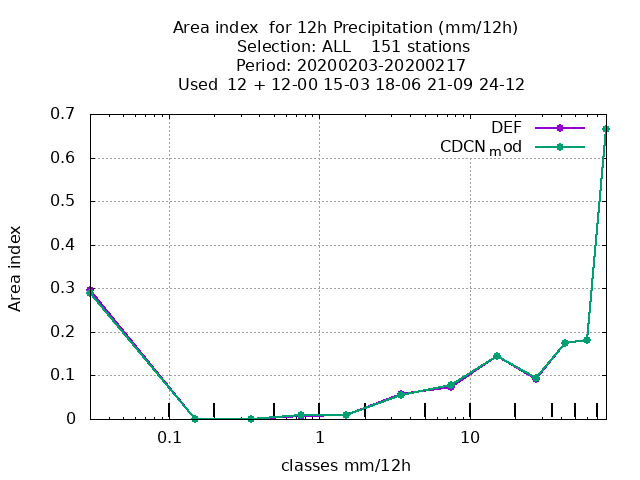 Area index  for 12h Precipitation (mm/12h)
Selection: ALL    151 stations
Period: 20200203-20200217
Used  12 + 12-00 15-03 18-06 21-09 24-12
DEF
CDCNmod
Area index
0.7
0.6
0.5
0.4
0.3
0.2
0.1
0
0.1
1
10
classes mm/12h